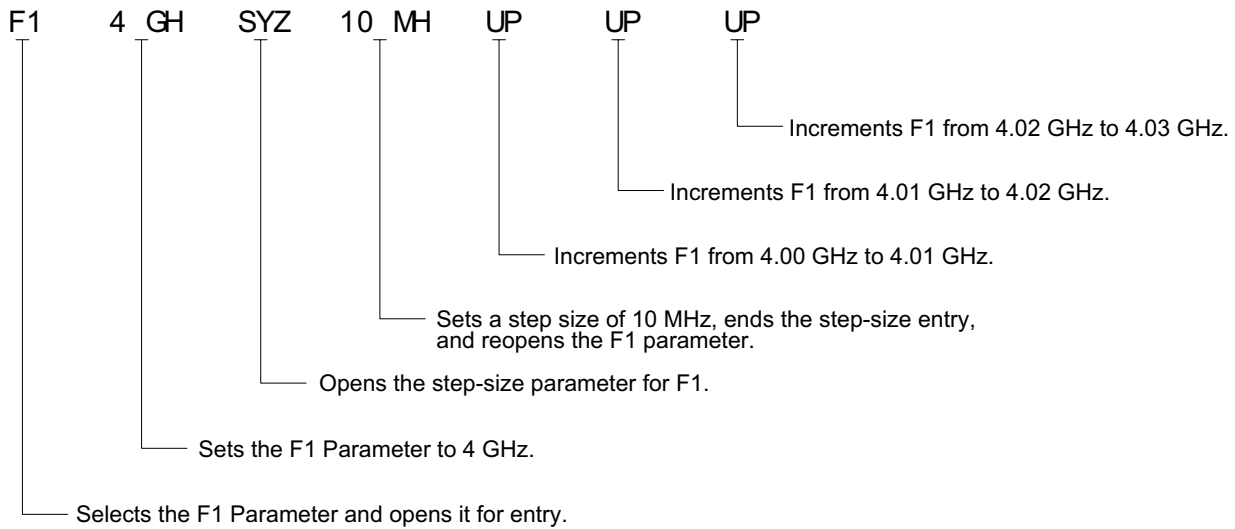 F1 4 GH SYZ 10 MH UP UP UP
Increments F1 from 4.02 GHz to 4.03 GHz.
Increments F1 from 4.01 GHz to 4.02 GHz.
Increments F1 from 4.00 GHz to 4.01 GHz.
Sets a step size of 10 MHz, ends the step-size entry,
and reopens the F1 parameter.
Opens the step-size parameter for F1.
Sets the F1 Parameter to 4 GHz.
Selects the F1 Parameter and opens it for entry.